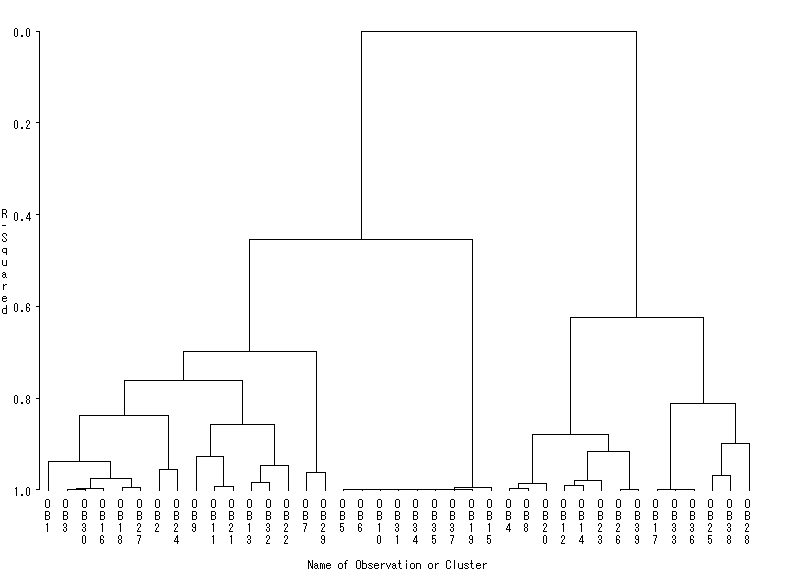 0.0
0.2
0.4
0.6
0.8
1.0
R-Squared
OB1
OB3
OB30
OB16
OB18
OB27
OB2
OB24
OB9
OB11
OB21
OB13
OB32
OB22
OB7
OB29
OB5
OB6
OB10
OB31
OB34
OB35
OB37
OB19
OB15
OB4
OB8
OB20
OB12
OB14
OB23
OB26
OB39
OB17
OB33
OB36
OB25
OB38
OB28
Name of Observation or Cluster